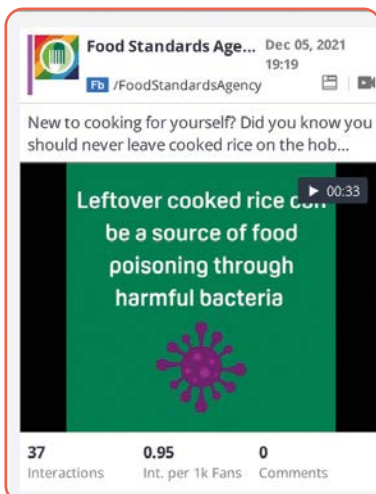 Food Standards Age... Dec 05, 2021
19:19
Fb /FoodStandardsAgency
New to cooking for yourself? Did you know you
should never leave cooked rice on the hob...
00:33
Leftover cooked rice can
be a source of food
poisoning through
harmful bacteria
37 0.95 0
Interactions Int. per 1k Fans Comments